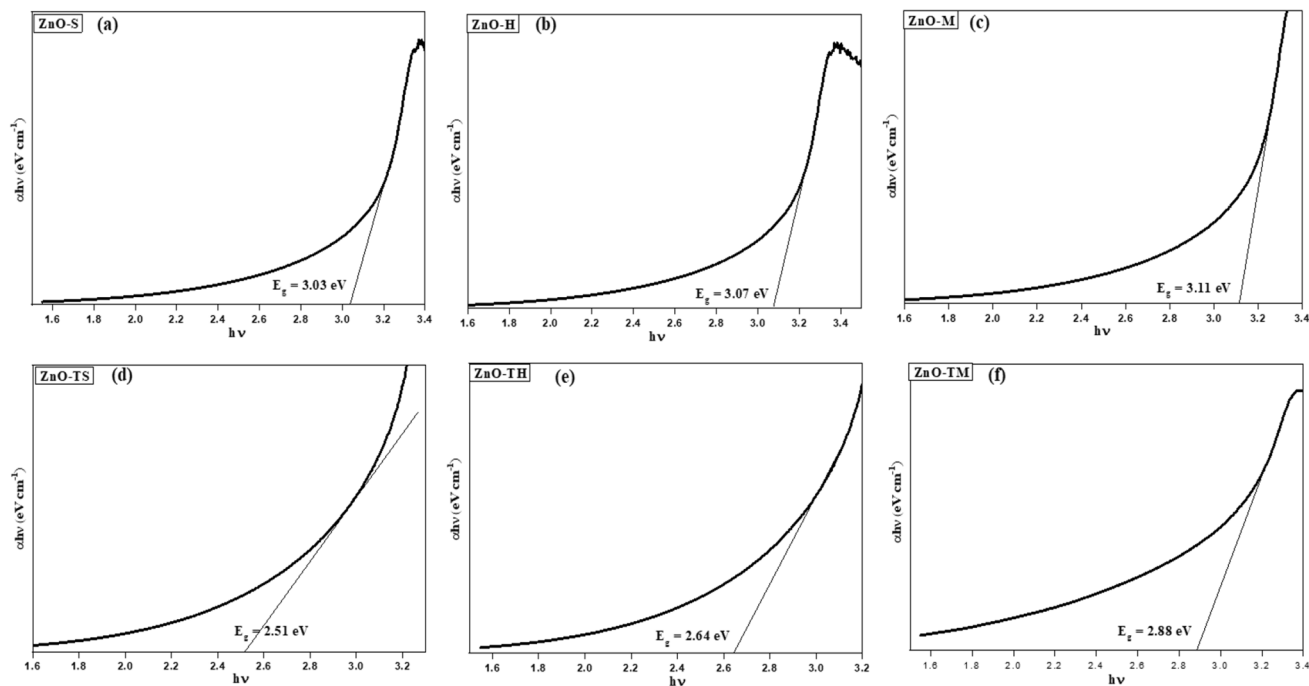 ZnO-S (a)
αhν (eV cm⁻¹)
E_g = 3.03 eV
1.6 1.8 2.0 2.2 2.4 2.6 2.8 3.0 3.2 3.4
hν
ZnO-H (b)
αhν (eV cm⁻¹)
E_g = 3.07 eV
1.6 1.8 2.0 2.2 2.4 2.6 2.8 3.0 3.2 3.4
hν
ZnO-M (c)
αhν (eV cm⁻¹)
E_g = 3.11 eV
1.6 1.8 2.0 2.2 2.4 2.6 2.8 3.0 3.2 3.4
hν
ZnO-TS (d)
αhν (eV cm⁻¹)
E_g = 2.51 eV
1.6 1.8 2.0 2.2 2.4 2.6 2.8 3.0 3.2
hν
ZnO-TH (e)
αhν (eV cm⁻¹)
E_g = 2.64 eV
1.6 1.8 2.0 2.2 2.4 2.6 2.8 3.0 3.2
hν
ZnO-TM (f)
αhν (eV cm⁻¹)
E_g = 2.88 eV
1.6 1.8 2.0 2.2 2.4 2.6 2.8 3.0 3.2 3.4
hν